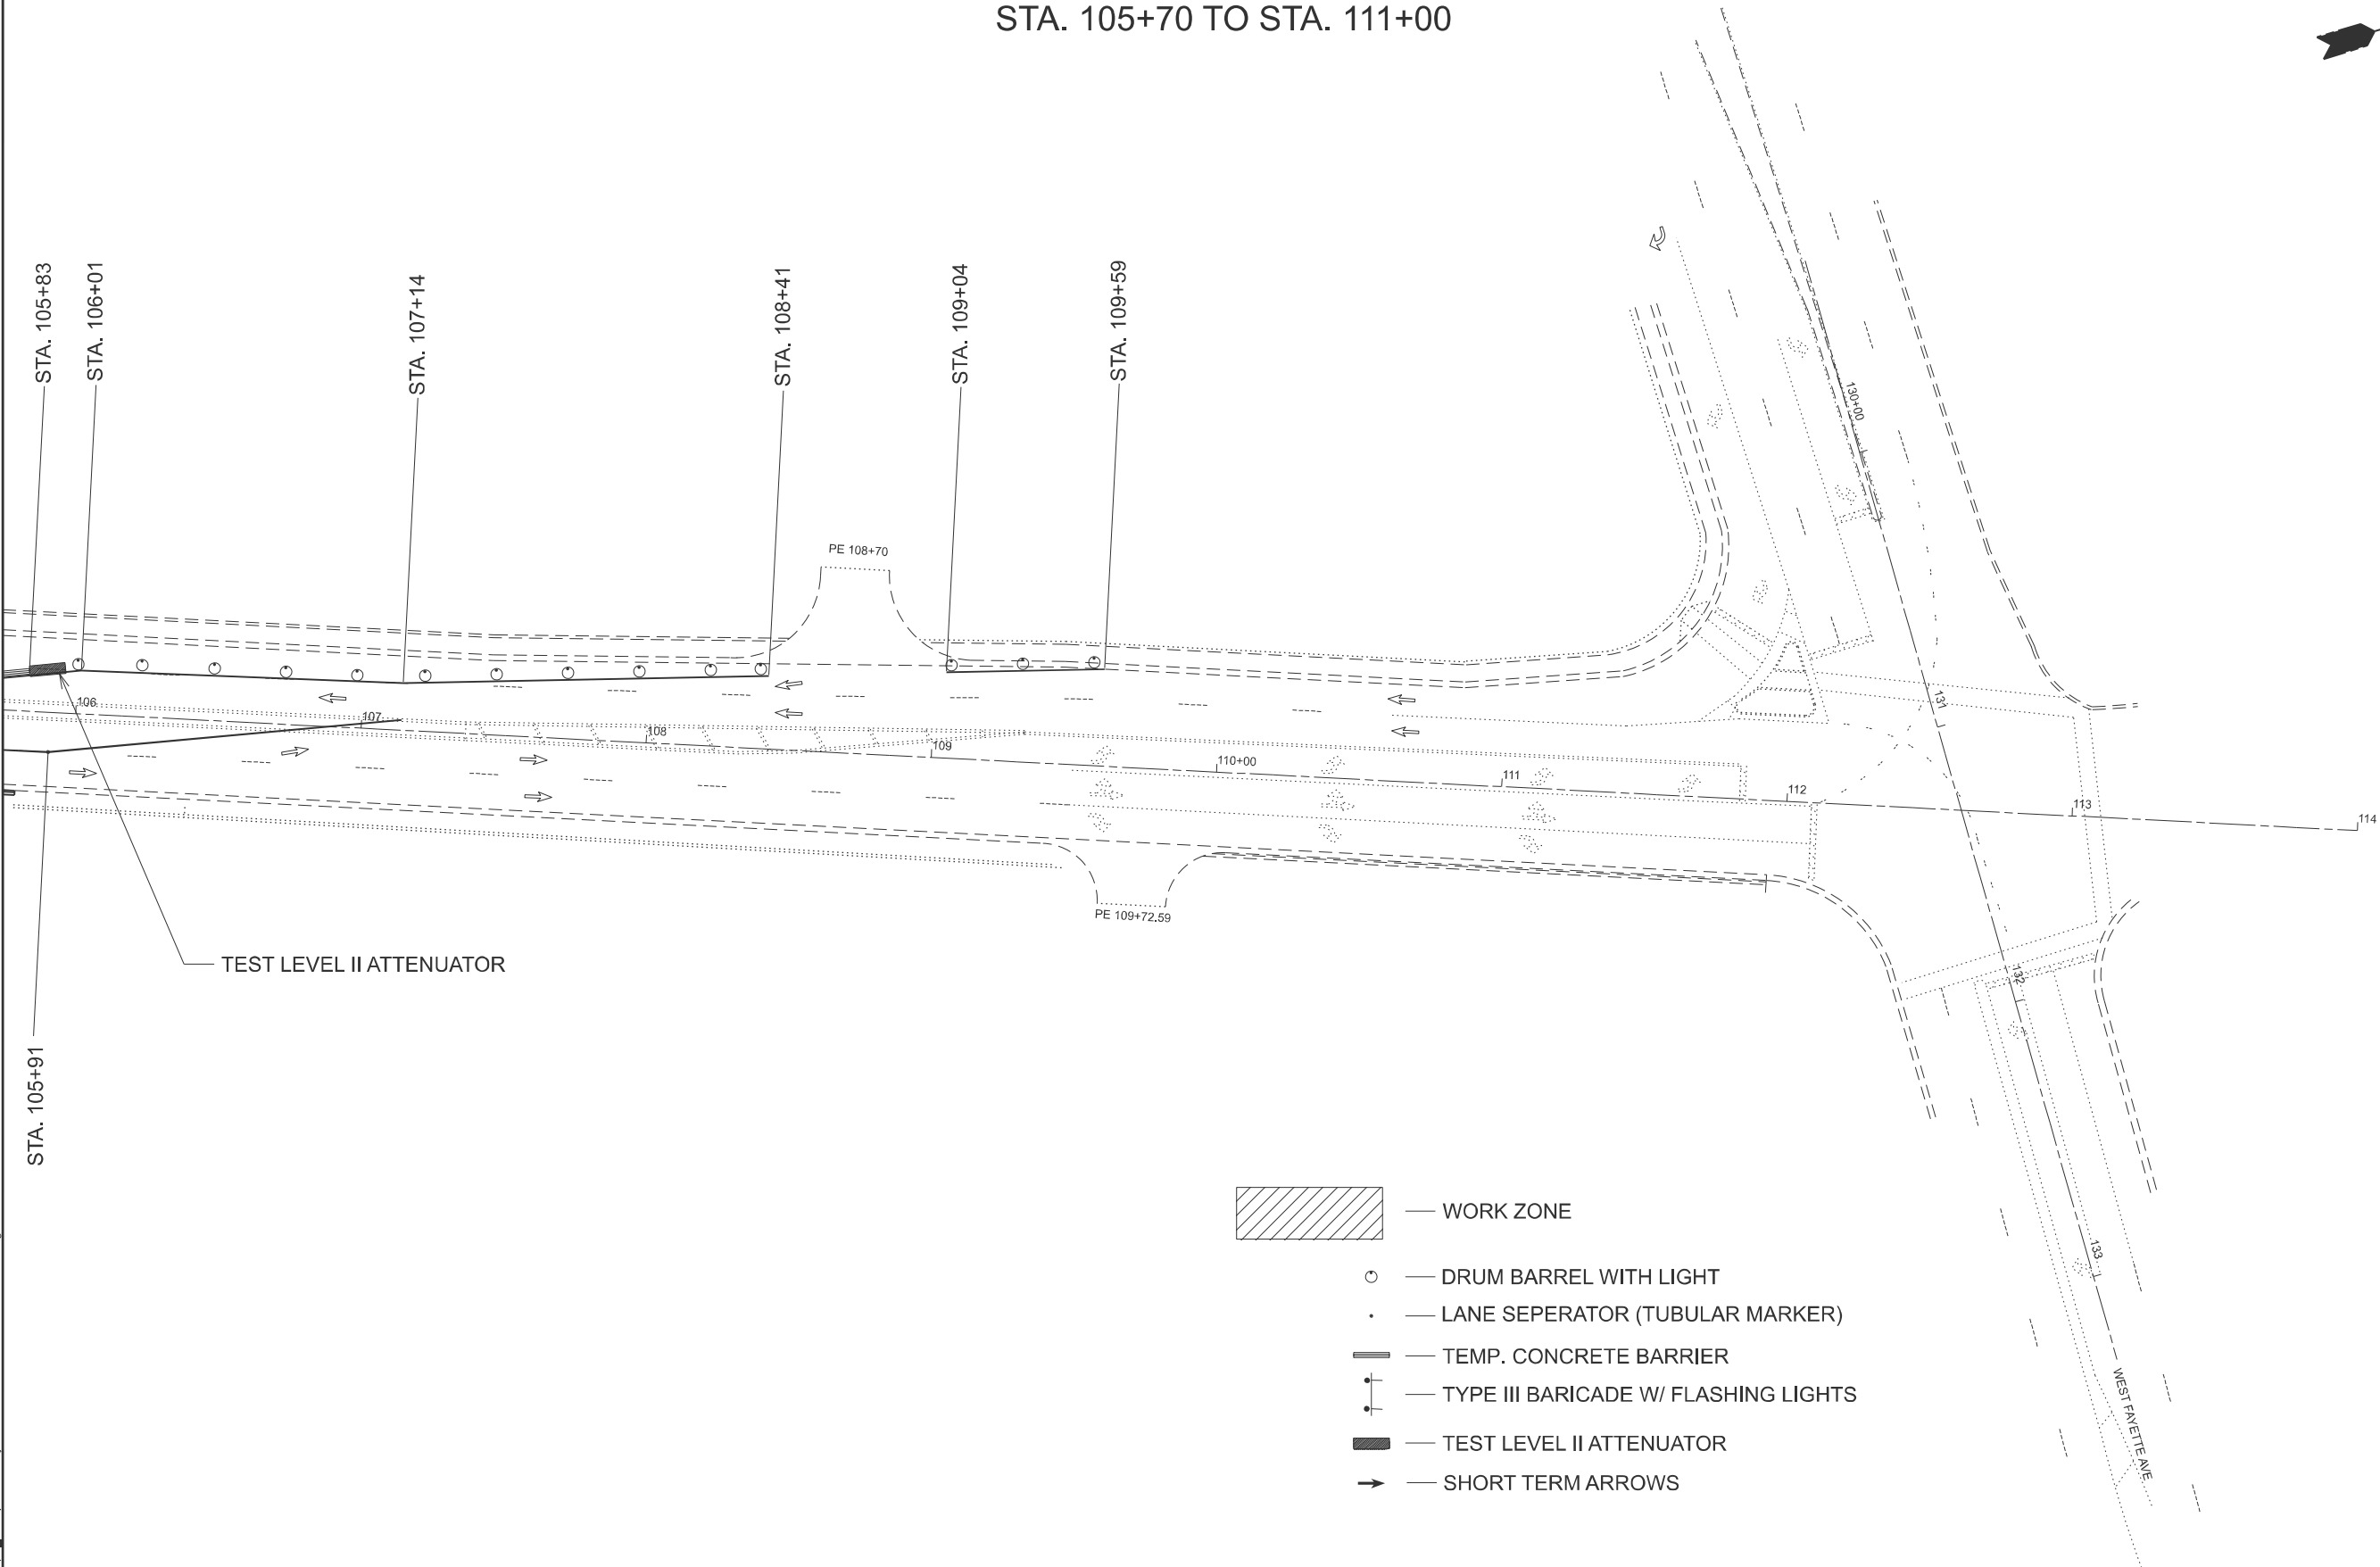 STA. 105+70 TO STA. 111+00
STA. 105+83
STA. 106+01
STA. 107+14
STA. 108+41
STA. 109+04
STA. 109+59
130+00
PE 108+70
131
106
107
108
109
110+00
111
112
113
114
PE 109+72.59
TEST LEVEL II ATTENUATOR
132
STA. 105+91
133
WEST FAYETTE AVE
WORK ZONE
DRUM BARREL WITH LIGHT
LANE SEPERATOR (TUBULAR MARKER)
TEMP. CONCRETE BARRIER
TYPE III BARICADE W/ FLASHING LIGHTS
TEST LEVEL II ATTENUATOR
SHORT TERM ARROWS